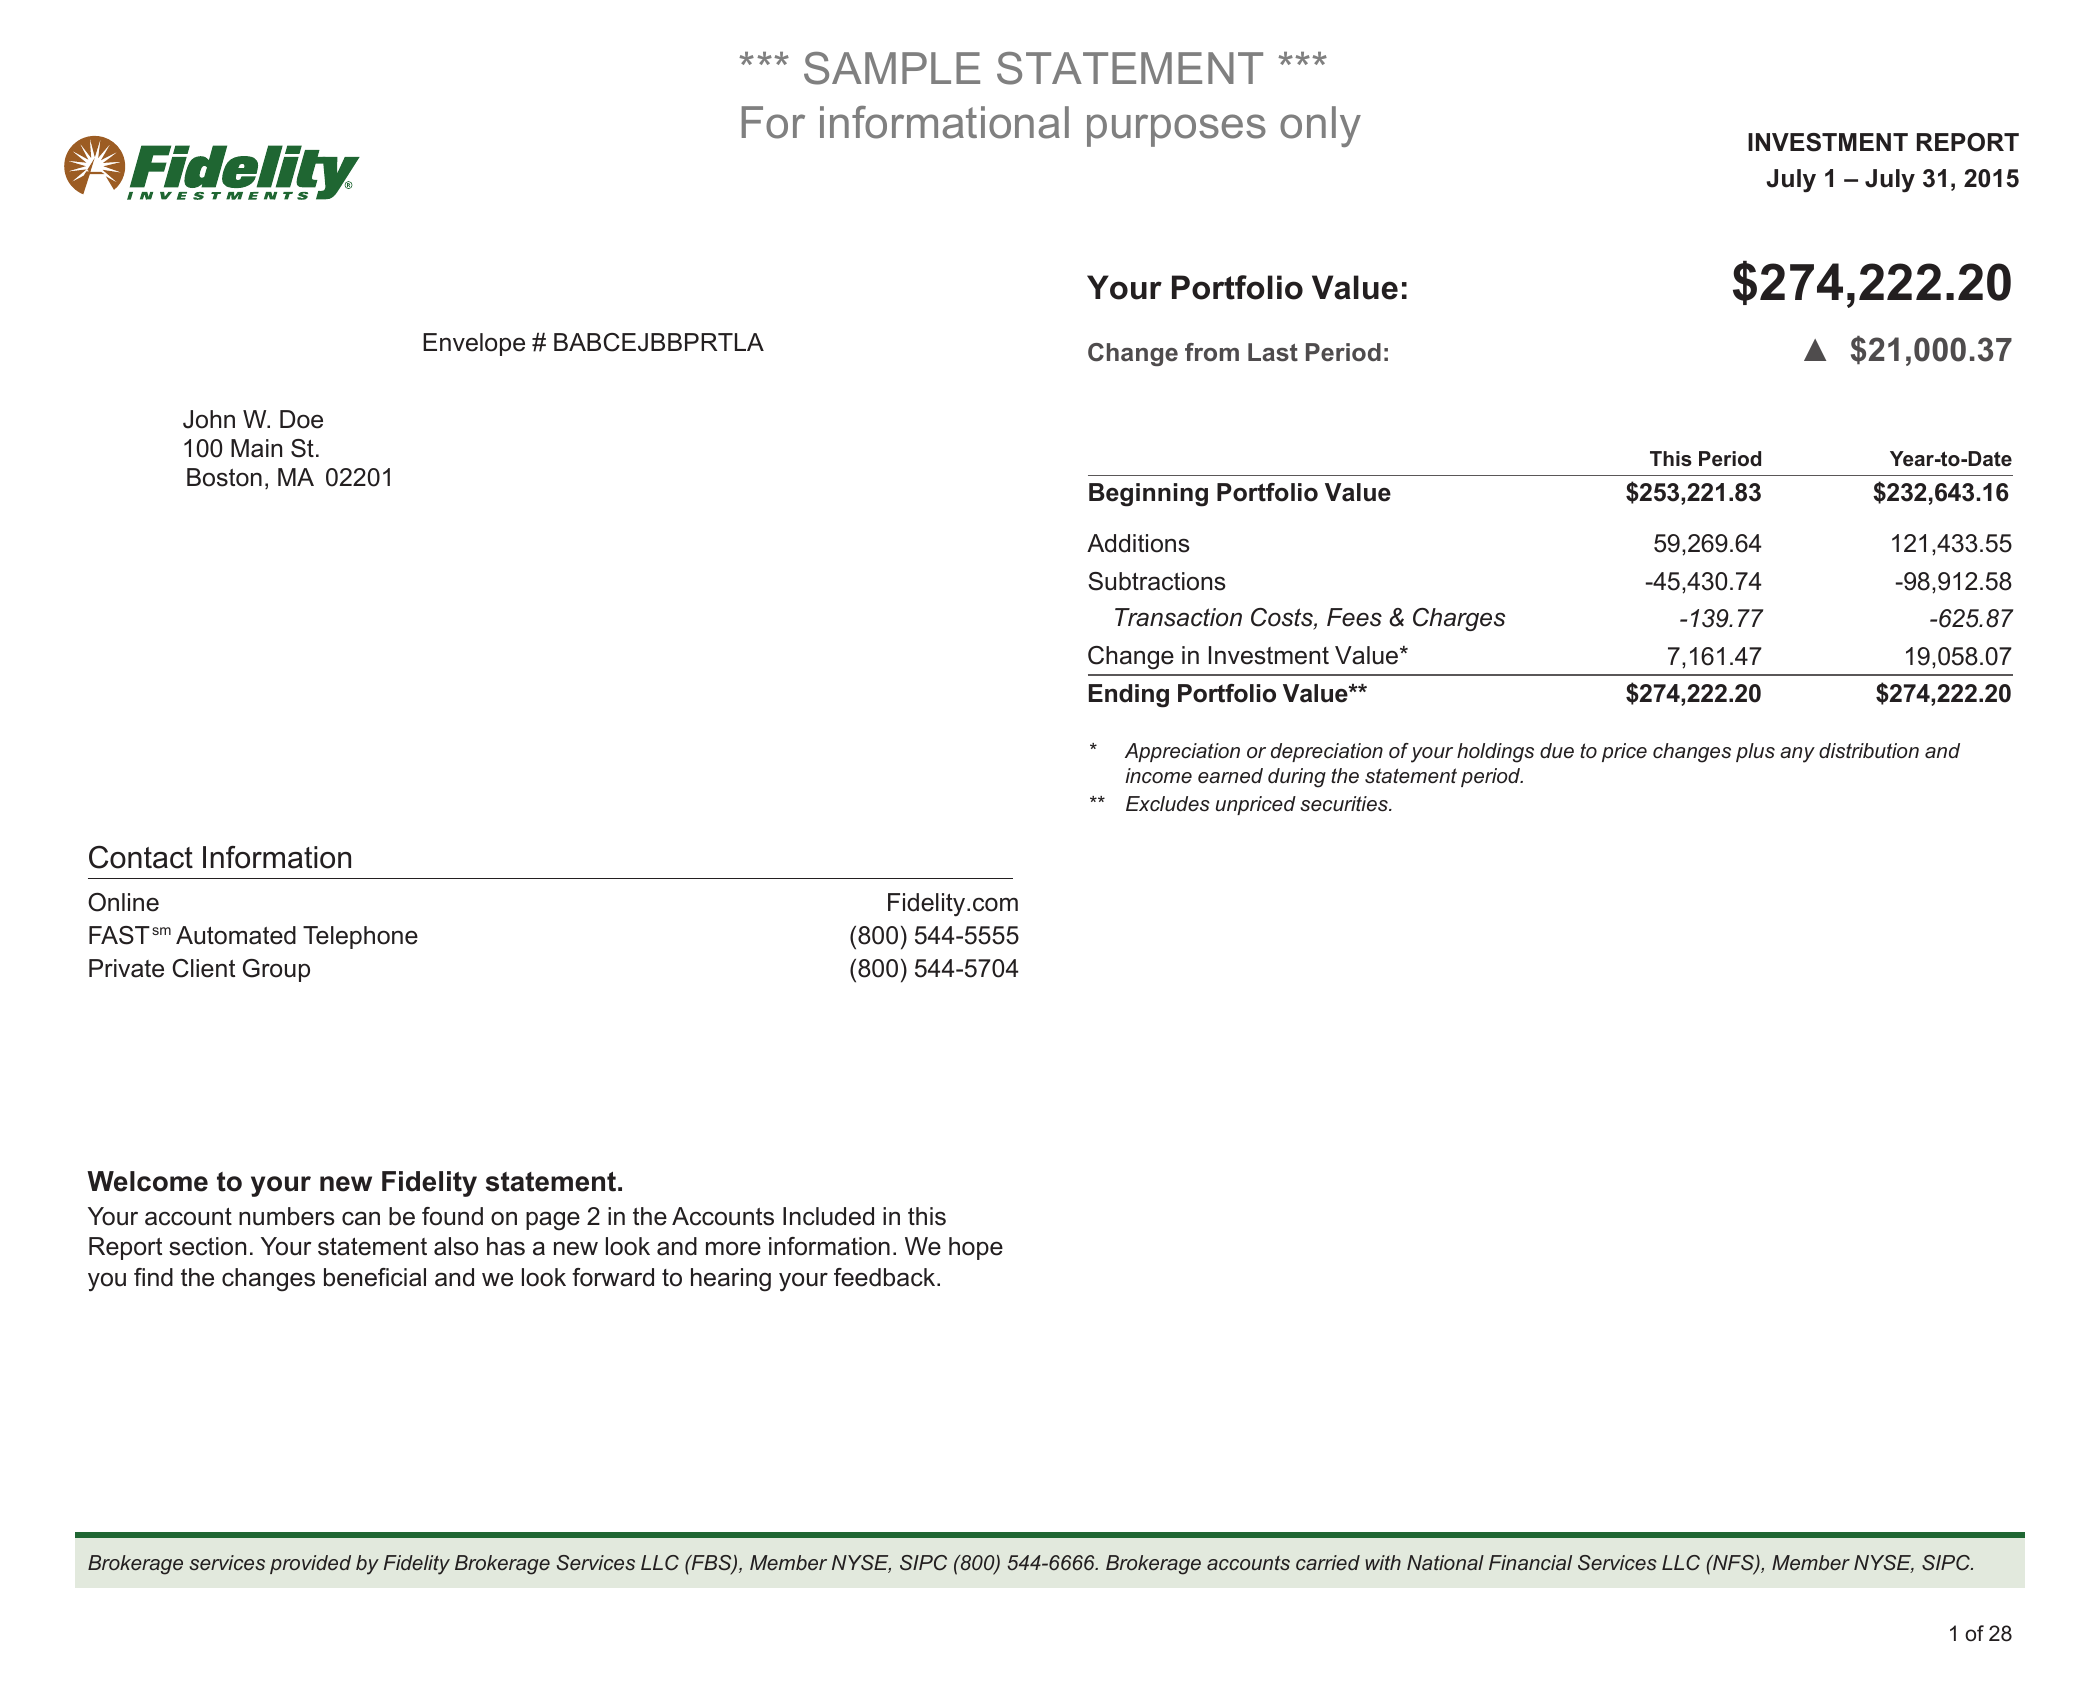 *** SAMPLE STATEMENT ***
For informational purposes only
Fidelity®
INVESTMENTS
INVESTMENT REPORT
July 1 – July 31, 2015
Envelope # BABCEJBBPRTLA
John W. Doe
100 Main St.
Boston, MA 02201
Your Portfolio Value: $274,222.20
Change from Last Period: ▲ $21,000.37
This Period Year-to-Date
Beginning Portfolio Value $253,221.83 $232,643.16
Additions 59,269.64 121,433.55
Subtractions -45,430.74 -98,912.58
Transaction Costs, Fees & Charges -139.77 -625.87
Change in Investment Value* 7,161.47 19,058.07
Ending Portfolio Value** $274,222.20 $274,222.20
* Appreciation or depreciation of your holdings due to price changes plus any distribution and
income earned during the statement period.
** Excludes unpriced securities.
Contact Information
Online Fidelity.com
FAST℠ Automated Telephone (800) 544-5555
Private Client Group (800) 544-5704
Welcome to your new Fidelity statement.
Your account numbers can be found on page 2 in the Accounts Included in this
Report section. Your statement also has a new look and more information. We hope
you find the changes beneficial and we look forward to hearing your feedback.
Brokerage services provided by Fidelity Brokerage Services LLC (FBS), Member NYSE, SIPC (800) 544-6666. Brokerage accounts carried with National Financial Services LLC (NFS), Member NYSE, SIPC.
1 of 28